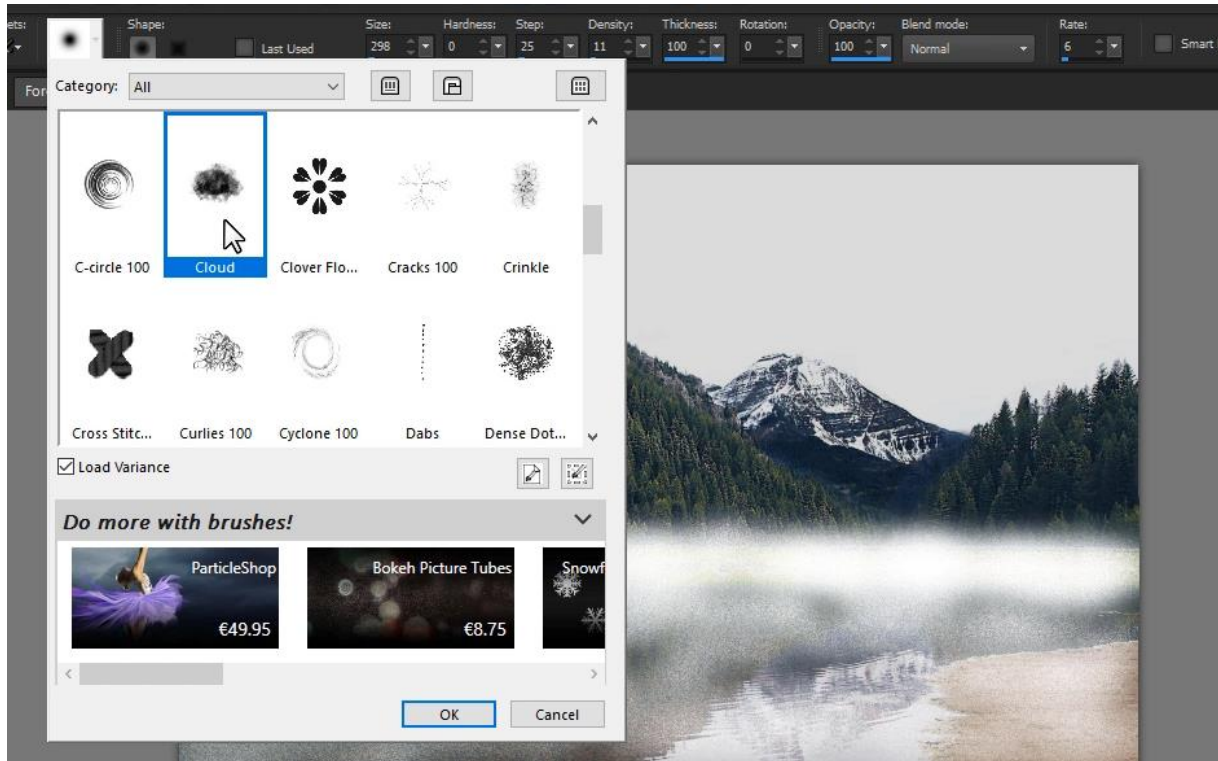 ets:
Shape:
Size:
Hardness:
Step:
Density:
Thickness:
Rotation:
Opacity:
Blend mode:
Rate:
Last Used
298
0
25
11
100
0
100
Normal
6
Smart
For
Category:
All
C-circle 100
Cloud
Clover Flo...
Cracks 100
Crinkle
Cross Stitc...
Curlies 100
Cyclone 100
Dabs
Dense Dot...
Load Variance
Do more with brushes!
ParticleShop
€49.95
Bokeh Picture Tubes
€8.75
Snowf
OK
Cancel